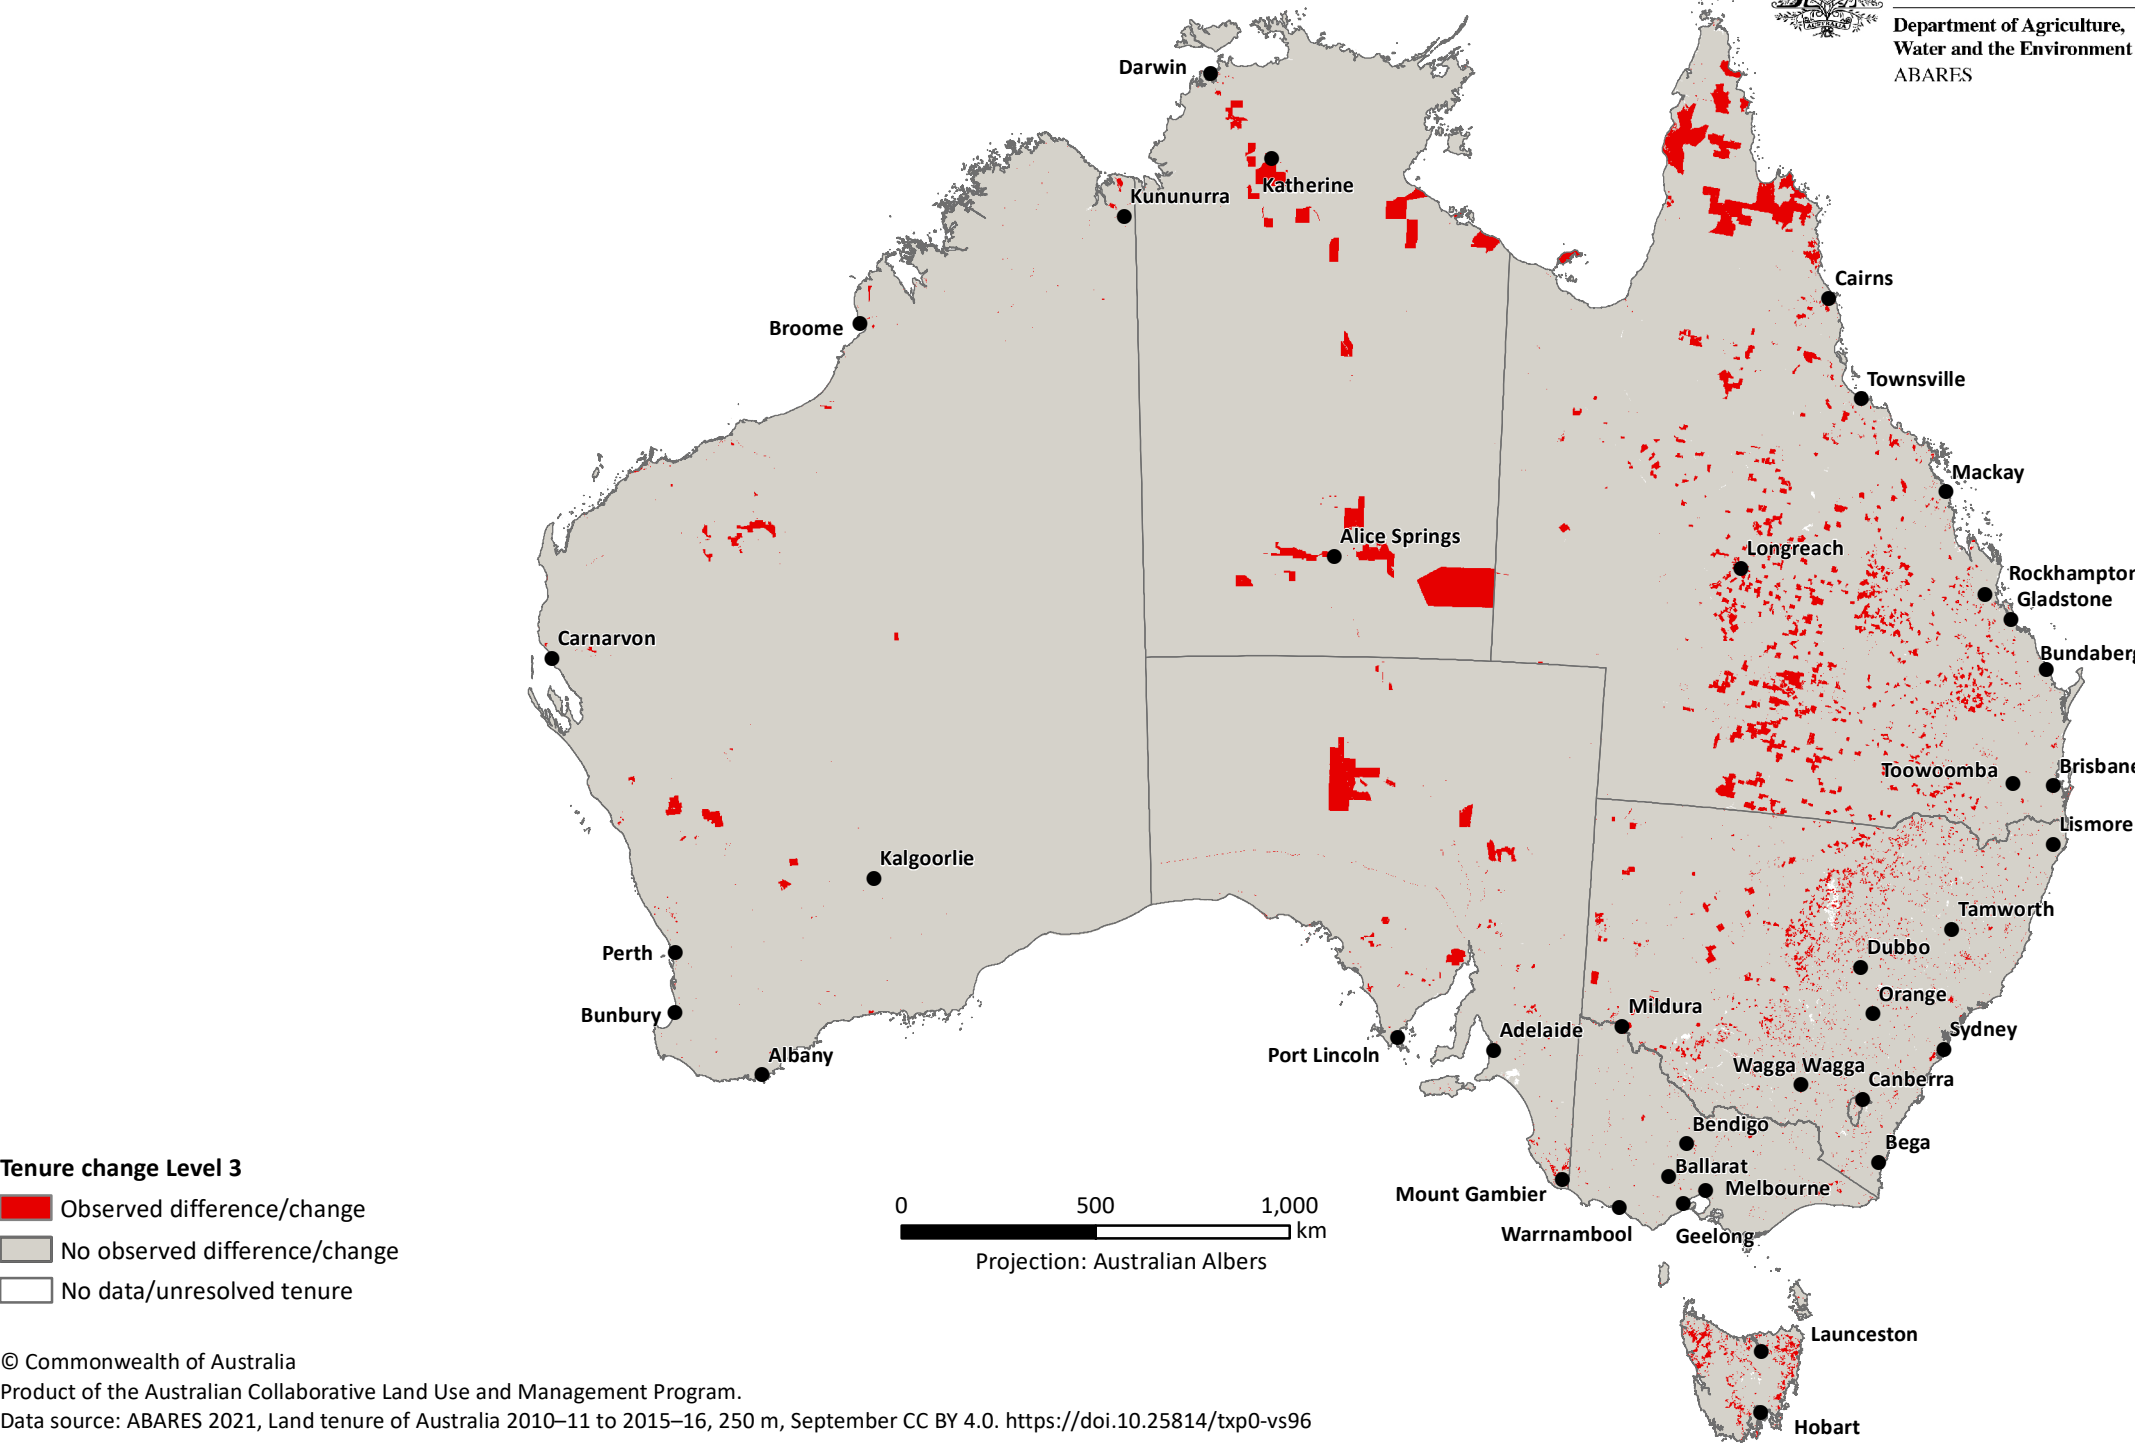 Department of Agriculture,
Water and the Environment
ABARES
Darwin
Katherine
Kununurra
Cairns
Broome
Townsville
Mackay
Alice Springs
Longreach
Rockhampton
Gladstone
Carnarvon
Bundaberg
Toowoomba
Brisbane
Lismore
Kalgoorlie
Tamworth
Dubbo
Perth
Orange
Mildura
Bunbury
Adelaide
Sydney
Port Lincoln
Albany
Wagga Wagga
Canberra
Bendigo
Bega
Ballarat
Melbourne
Mount Gambier
Warrnambool
Geelong
Launceston
Hobart
Tenure change Level 3
Observed difference/change
No observed difference/change
No data/unresolved tenure
0 500 1,000
km
Projection: Australian Albers
© Commonwealth of Australia
Product of the Australian Collaborative Land Use and Management Program.
Data source: ABARES 2021, Land tenure of Australia 2010–11 to 2015–16, 250 m, September CC BY 4.0. https://doi.org/10.25814/txp0-vs96